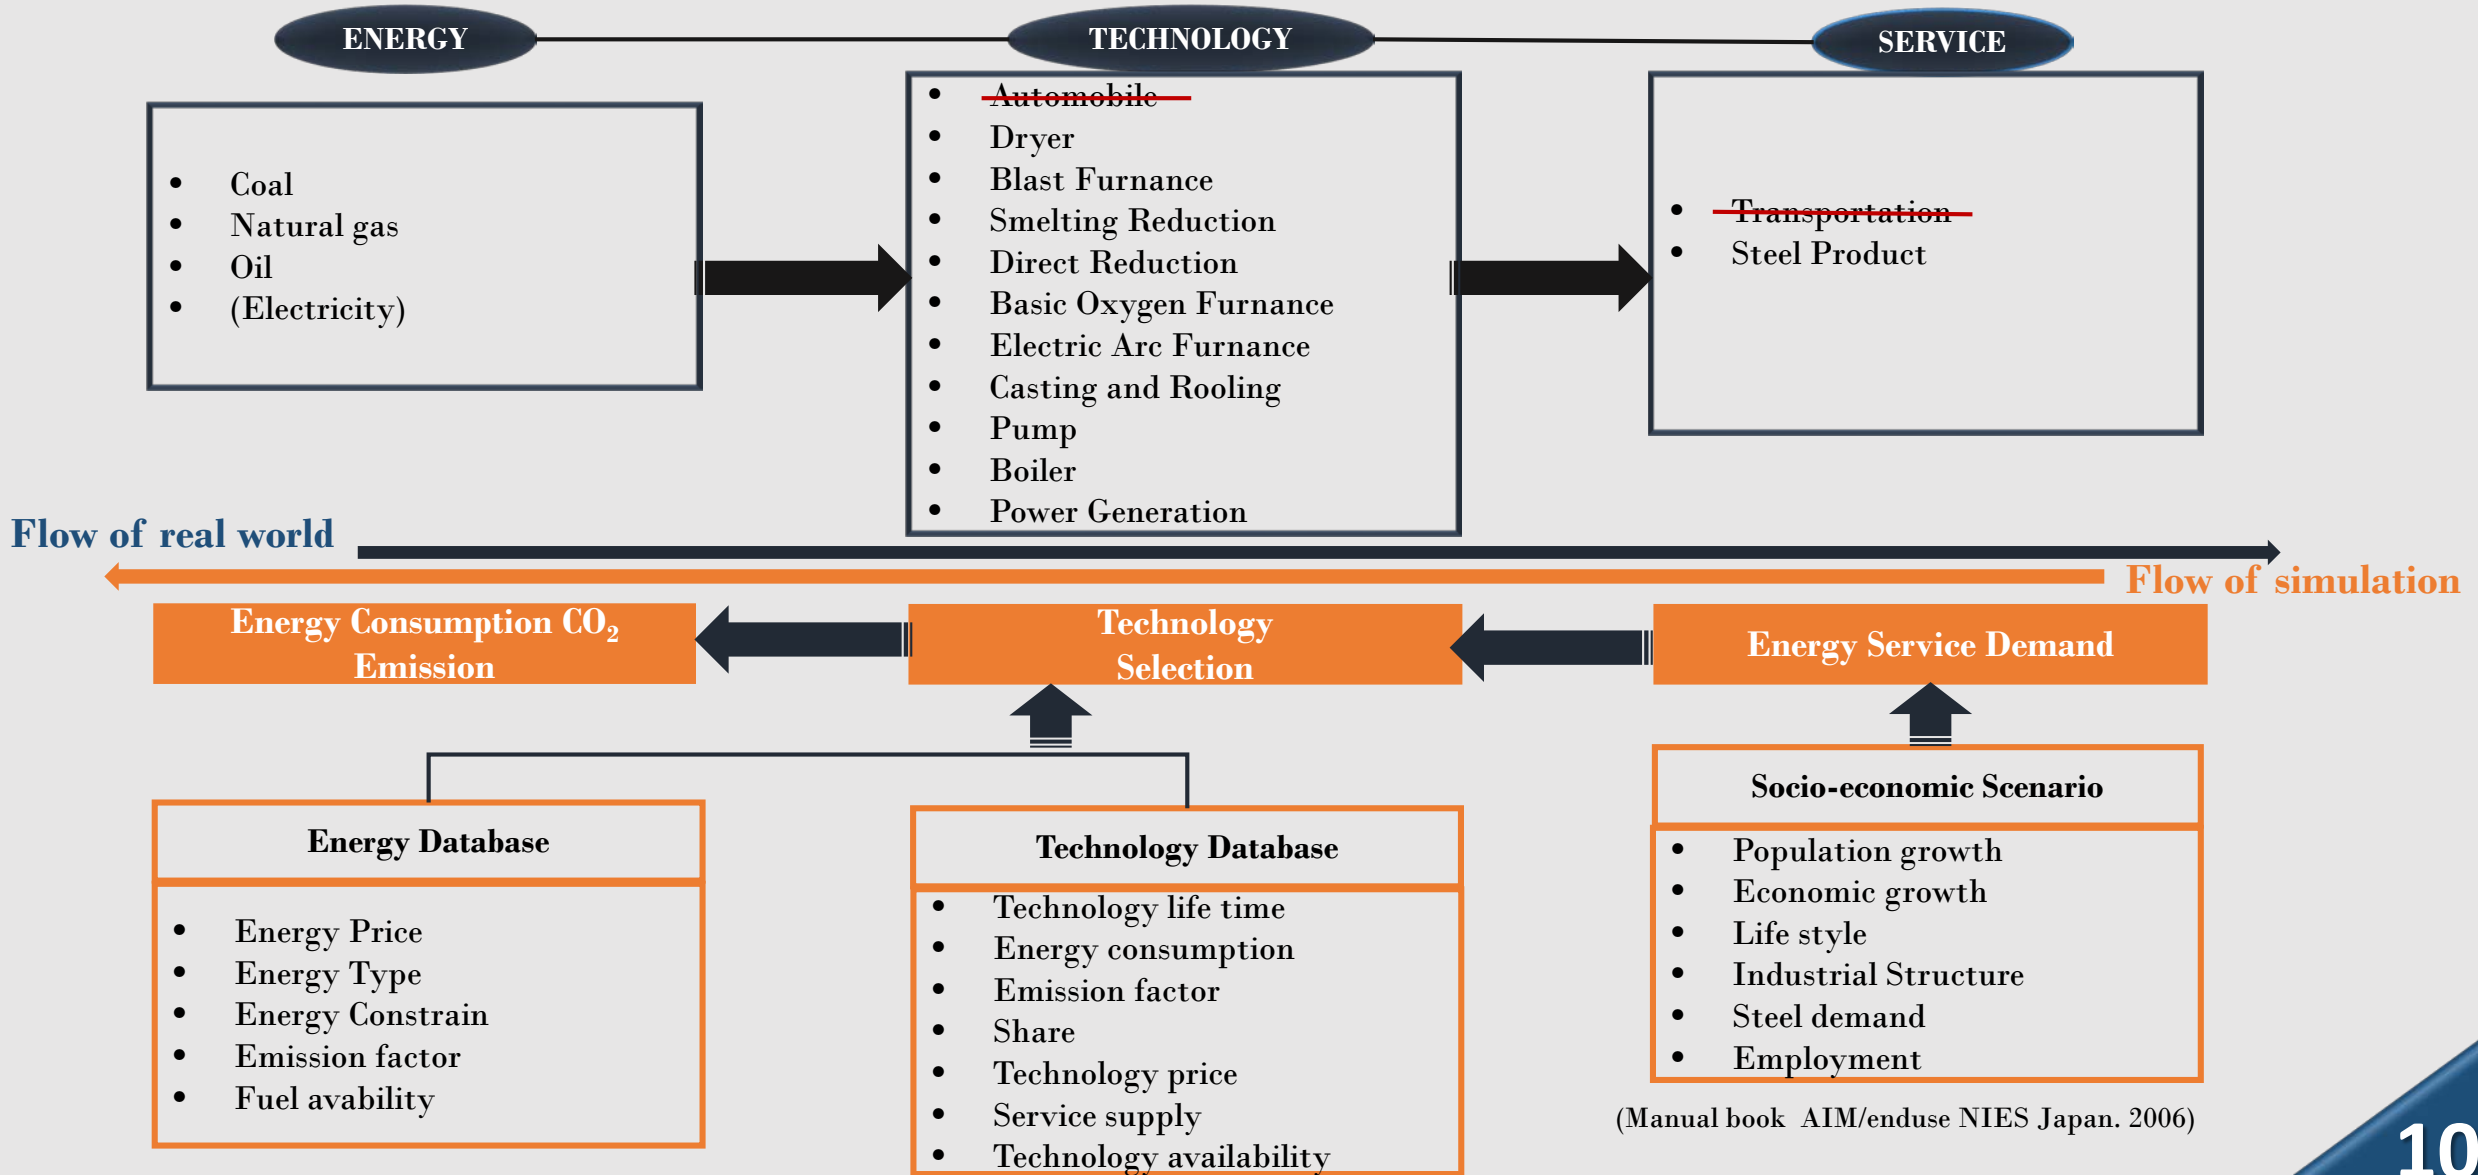 ENERGY
TECHNOLOGY
SERVICE
• Coal
• Natural gas
• Oil
• (Electricity)
• Automobile
• Dryer
• Blast Furnance
• Smelting Reduction
• Direct Reduction
• Basic Oxygen Furnance
• Electric Arc Furnance
• Casting and Rooling
• Pump
• Boiler
• Power Generation
• Transportation
• Steel Product
Flow of real world
Flow of simulation
Energy Consumption CO₂
Emission
Technology
Selection
Energy Service Demand
Energy Database
• Energy Price
• Energy Type
• Energy Constrain
• Emission factor
• Fuel avability
Technology Database
• Technology life time
• Energy consumption
• Emission factor
• Share
• Technology price
• Service supply
• Technology availability
Socio-economic Scenario
• Population growth
• Economic growth
• Life style
• Industrial Structure
• Steel demand
• Employment
(Manual book AIM/enduse NIES Japan. 2006)
10